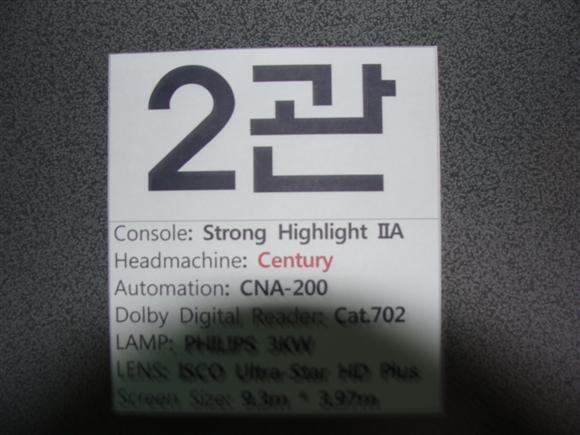 2관
Console: Strong Highlight ⅡA
Headmachine: Century
Automation: CNA-200
Dolby Digital Reader: Cat.702
LAMP: PHILIPS 3KW
LENS: ISCO Ultra-Star HD Plus
Screen Size: 9.3m * 3.97m